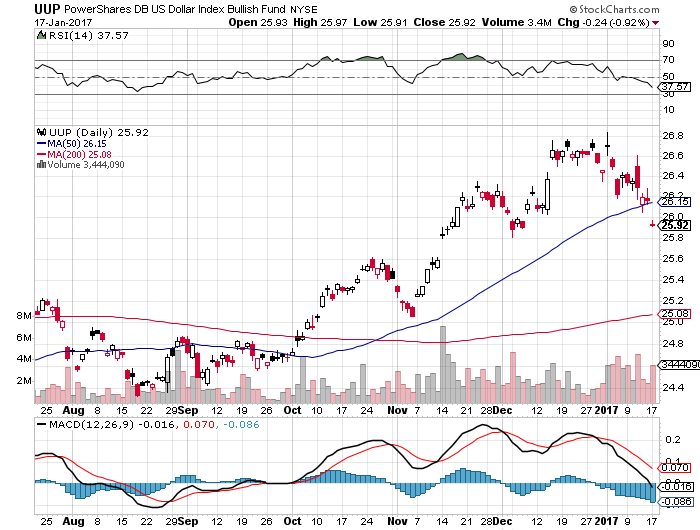 UUP PowerShares DB US Dollar Index Bullish Fund NYSE © StockCharts.com
17-Jan-2017 Open 25.93 High 25.97 Low 25.91 Close 25.92 Volume 3.4M Chg -0.24 (-0.92%)
RSI(14) 37.57
90
70
50
37.57
30
10
UUP (Daily) 25.92
MA(50) 26.15
MA(200) 25.08
Volume 3,444,090
26.8
26.6
26.4
26.2
26.15
26.0
25.92
25.8
25.6
25.4
25.2
25.08
25.0
24.8
24.6
24.4
8M
6M
4M
2M
3444090
25 Aug 8 15 22 29 Sep 12 19 26 Oct 10 17 24 Nov 7 14 21 28 Dec 12 19 27 2017 9 17
MACD(12,26,9) -0.016, 0.070, -0.086
0.2
0.1
0.070
0.0
-0.016
-0.086
25 Aug 8 15 22 29 Sep 12 19 26 Oct 10 17 24 Nov 7 14 21 28 Dec 12 19 27 2017 9 17